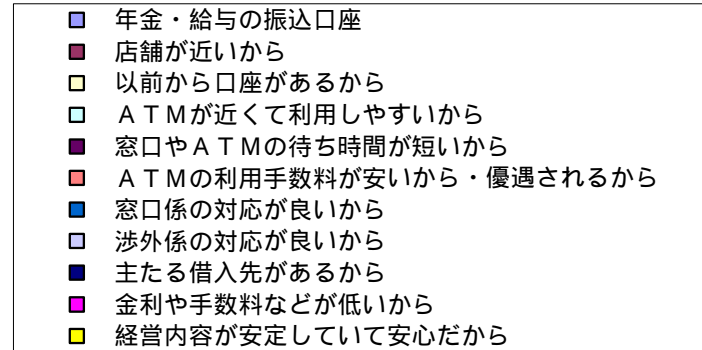 年金・給与の振込口座
店舗が近いから
以前から口座があるから
ＡＴＭが近くて利用しやすいから
窓口やＡＴＭの待ち時間が短いから
ＡＴＭの利用手数料が安いから・優遇されるから
窓口係の対応が良いから
渉外係の対応が良いから
主たる借入先があるから
金利や手数料などが低いから
経営内容が安定していて安心だから